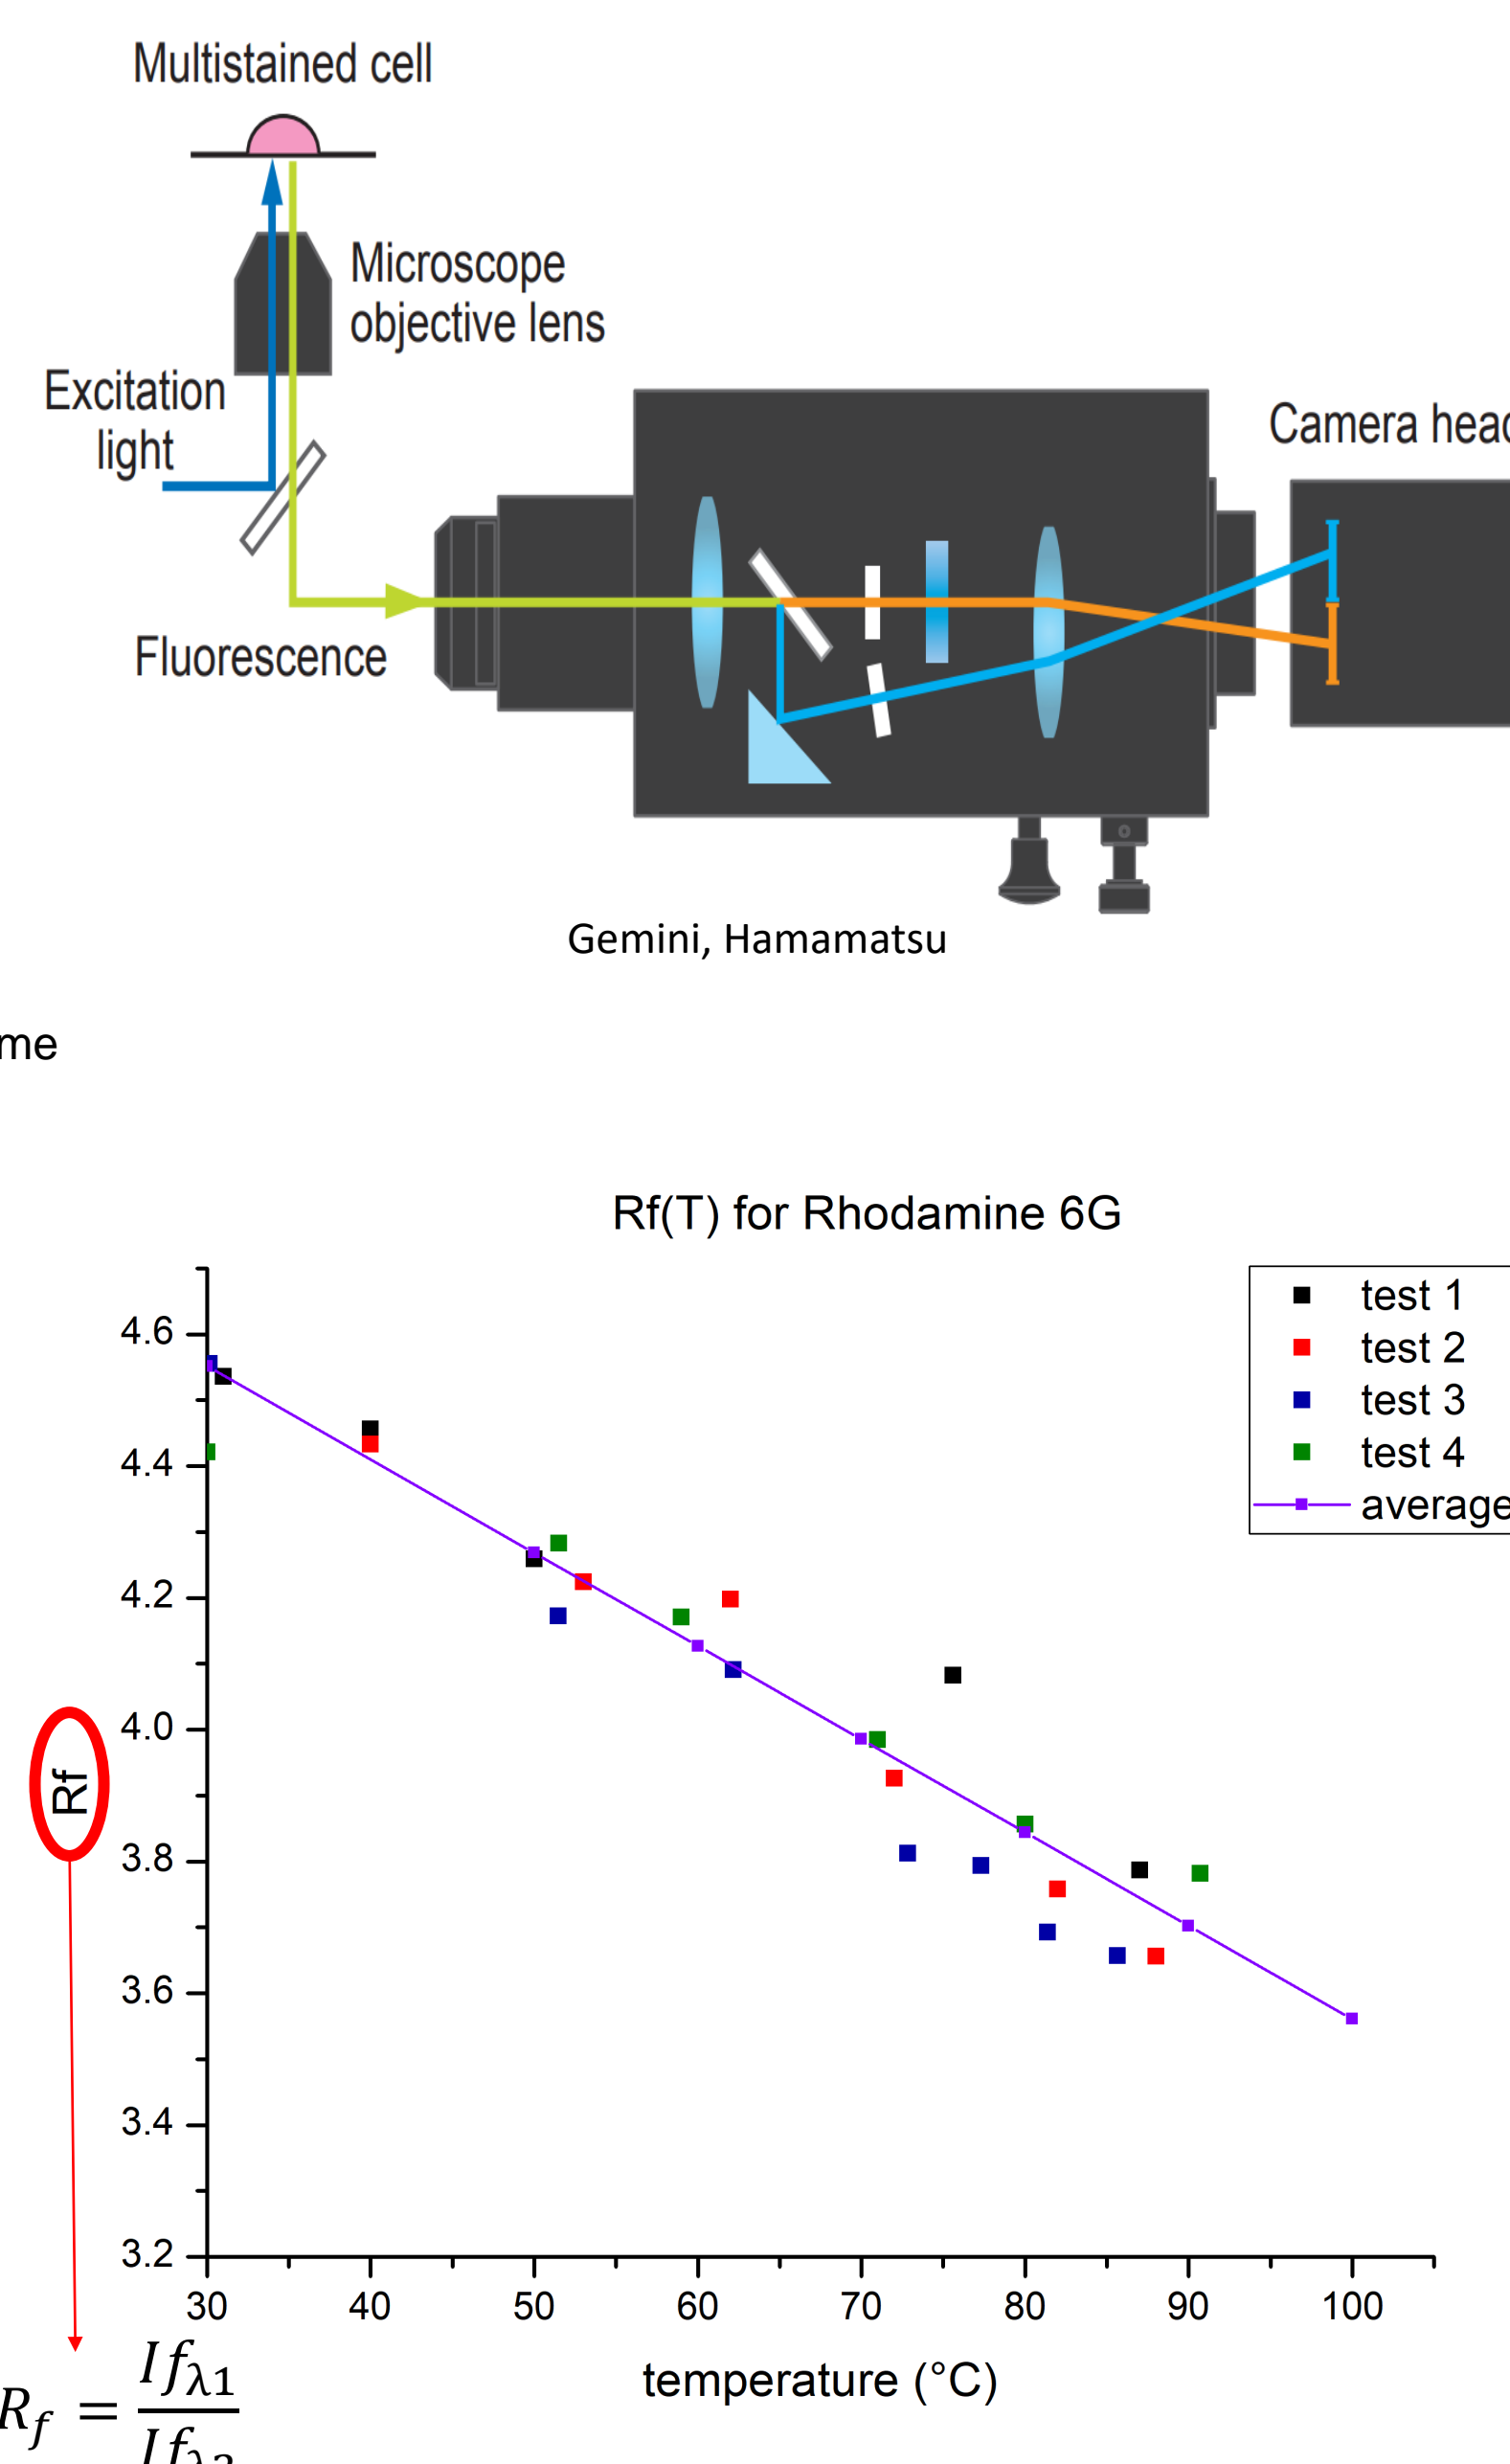 Multistained cell
Microscope
objective lens
Excitation
light
Camera head
Fluorescence
Gemini, Hamamatsu
me
Rf(T) for Rhodamine 6G
test 1
test 2
test 3
test 4
average
4.6
4.4
4.2
4.0
3.8
3.6
3.4
3.2
Rf
30 40 50 60 70 80 90 100
temperature (°C)
R_f = If_λ1
If_λ2